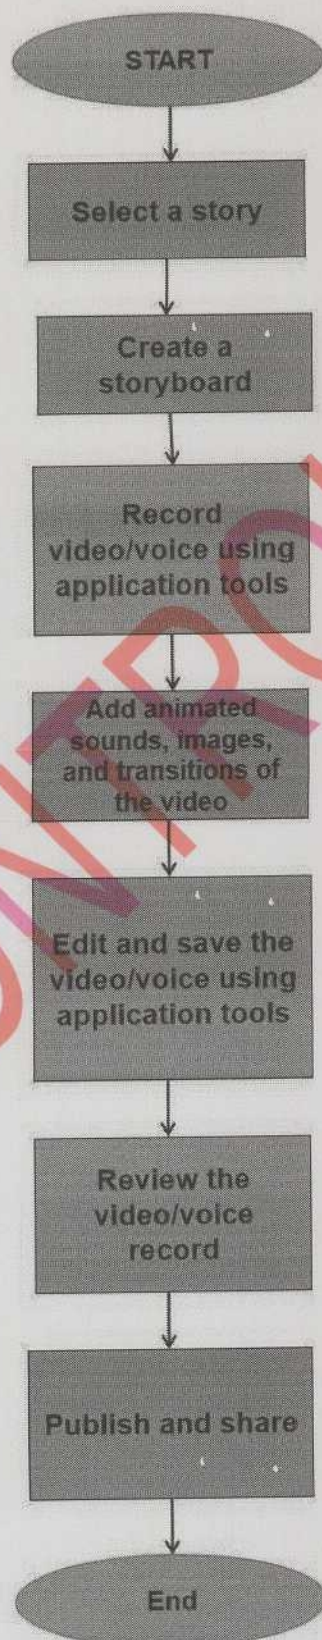 START
Select a story
Create a
storyboard
Record
video/voice using
application tools
Add animated
sounds, images,
and transitions of
the video
Edit and save the
video/voice using
application tools
Review the
video/voice
record
Publish and share
End